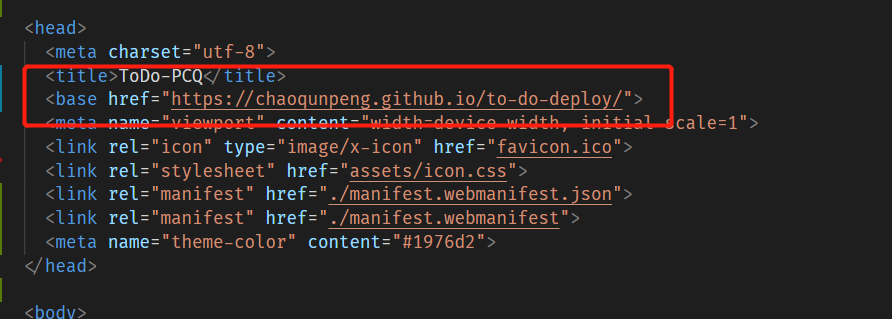 <head>
<meta charset="utf-8">
<title>ToDo-PCQ</title>
<base href="https://chaoqunpeng.github.io/to-do-deploy/">
<meta name="viewport" content="width=device-width, initial-scale=1">
<link rel="icon" type="image/x-icon" href="favicon.ico">
<link rel="stylesheet" href="assets/icon.css">
<link rel="manifest" href="./manifest.webmanifest.json">
<link rel="manifest" href="./manifest.webmanifest">
<meta name="theme-color" content="#1976d2">
</head>
<body>